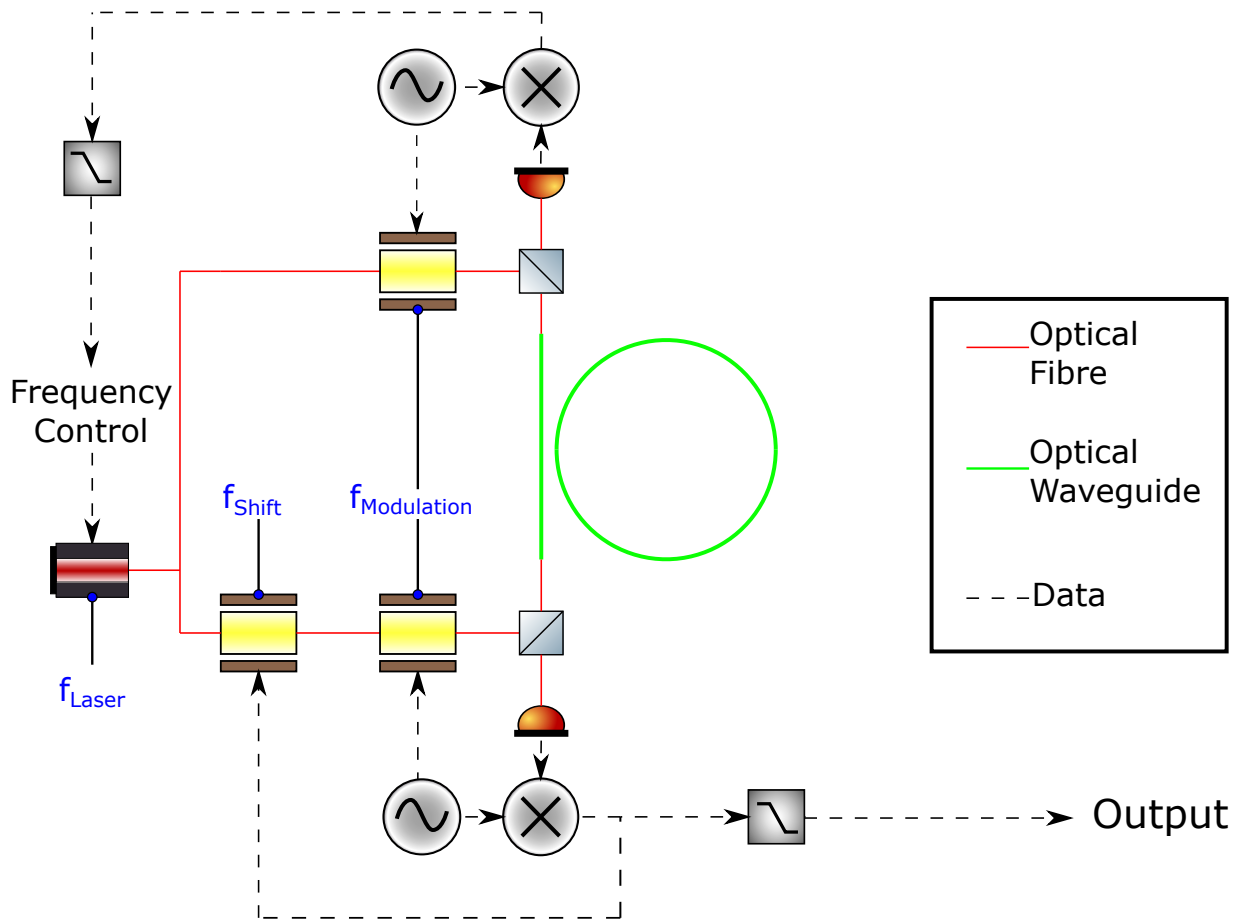 Frequency
Control
f_Shift
f_Modulation
f_Laser
Optical
Fibre
Optical
Waveguide
Data
Output